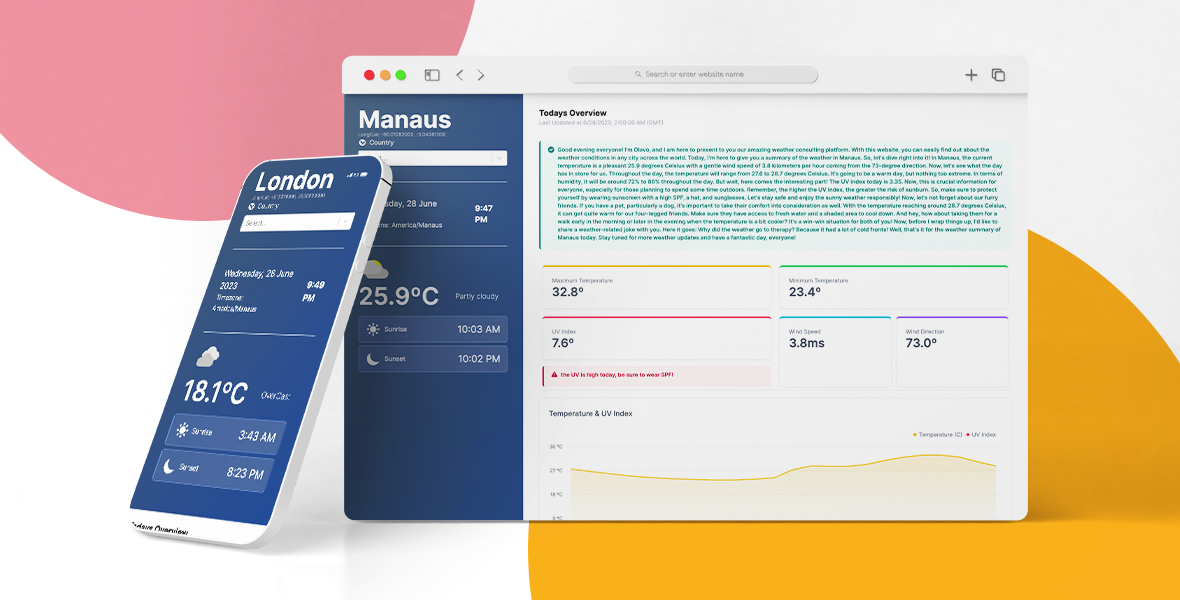 Search or enter website name
Manaus
Long/Lat: -60.01282000, -3.04361000
Country
day, 28 June
9:47
PM
ne: America/Manaus
25.9°C
Partly cloudy
Sunrise
10:03 AM
Sunset
10:02 PM
Todays Overview
Last Updated at 6/28/2023, 2:00:00 AM (GMT)
Good evening everyone! I'm Olavo, and I am here to present to you our amazing weather consulting platform. With this website, you can easily find out about the
weather conditions in any city across the world. Today, I'm here to give you a summary of the weather in Manaus. So, let's dive right into it! In Manaus, the current
temperature is a pleasant 25.9 degrees Celsius with a gentle wind speed of 3.8 kilometers per hour coming from the 73-degree direction. Now, let's see what the day
has in store for us. Throughout the day, the temperature will range from 27.6 to 28.7 degrees Celsius. It's going to be a warm day, but nothing too extreme. In terms of
humidity, it will be around 72% to 86% throughout the day. But wait, here comes the interesting part! The UV index today is 3.35. Now, this is crucial information for
everyone, especially for those planning to spend some time outdoors. Remember, the higher the UV index, the greater the risk of sunburn. So, make sure to protect
yourself by wearing sunscreen with a high SPF, a hat, and sunglasses. Let's stay safe and enjoy the sunny weather responsibly! Now, let's not forget about our furry
friends. If you have a pet, particularly a dog, it's important to take their comfort into consideration as well. With the temperature reaching around 28.7 degrees Celsius,
it can get quite warm for our four-legged friends. Make sure they have access to fresh water and a shaded area to cool down. And hey, how about taking them for a
walk early in the morning or later in the evening when the temperature is a bit cooler? It's a win-win situation for both of you! Now, before I wrap things up, I'd like to
share a weather-related joke with you. Here it goes: Why did the weather go to therapy? Because it had a lot of cold fronts! Well, that's it for the weather summary of
Manaus today. Stay tuned for more weather updates and have a fantastic day, everyone!
Maximum Temperature
32.8º
Minimum Temperature
23.4º
UV Index
7.6º
Wind Speed
3.8ms
Wind Direction
73.0º
the UV is high today, be sure to wear SPF!
Temperature & UV Index
Temperature (C)
UV Index
36 ºC
27 ºC
18 ºC
9 ºC
London
Country
Select...
Wednesday, 28 June
2023
9:49
PM
Timezone:
America/Manaus
18.1°C
OverCast
Sunrise
3:43 AM
Sunset
8:23 PM
Todays Overview